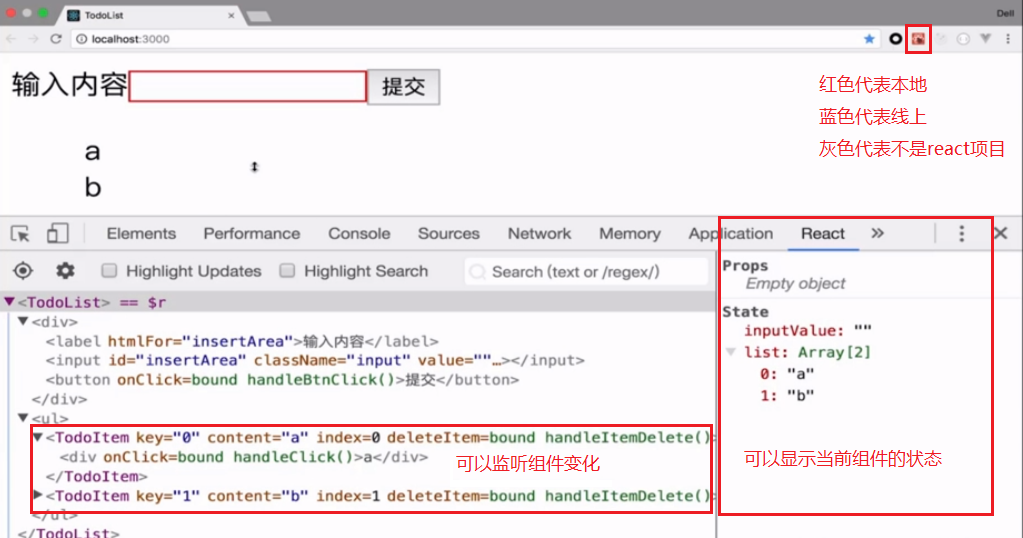 TodoList
Dell
localhost:3000
输入内容 提交
红色代表本地
蓝色代表线上
灰色代表不是react项目
a
b
Elements Performance Console Sources Network Memory Application React »
Highlight Updates Highlight Search Search (text or /regex/)
Props
Empty object
State
inputValue: ""
list: Array[2]
0: "a"
1: "b"
可以显示当前组件的状态
<TodoList> == $r
<div>
<label htmlFor="insertArea">输入内容</label>
<input id="insertArea" className="input" value=""…></input>
<button onClick=bound handleBtnClick()>提交</button>
</div>
<ul>
<TodoItem key="0" content="a" index=0 deleteItem=bound handleItemDelete()>
<div onClick=bound handleClick()>a</div>
可以监听组件变化
</TodoItem>
<TodoItem key="1" content="b" index=1 deleteItem=bound handleItemDelete()>
</ul>
</TodoList>